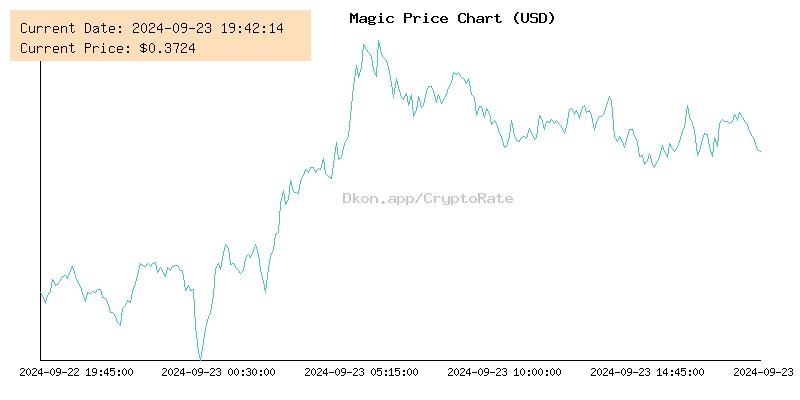 Magic Price Chart (USD)
Current Date: 2024-09-23 19:42:14
Current Price: $0.3724
Dkon.app/CryptoRate
2024-09-22 19:45:00 2024-09-23 00:30:00 2024-09-23 05:15:00 2024-09-23 10:00:00 2024-09-23 14:45:00 2024-09-23